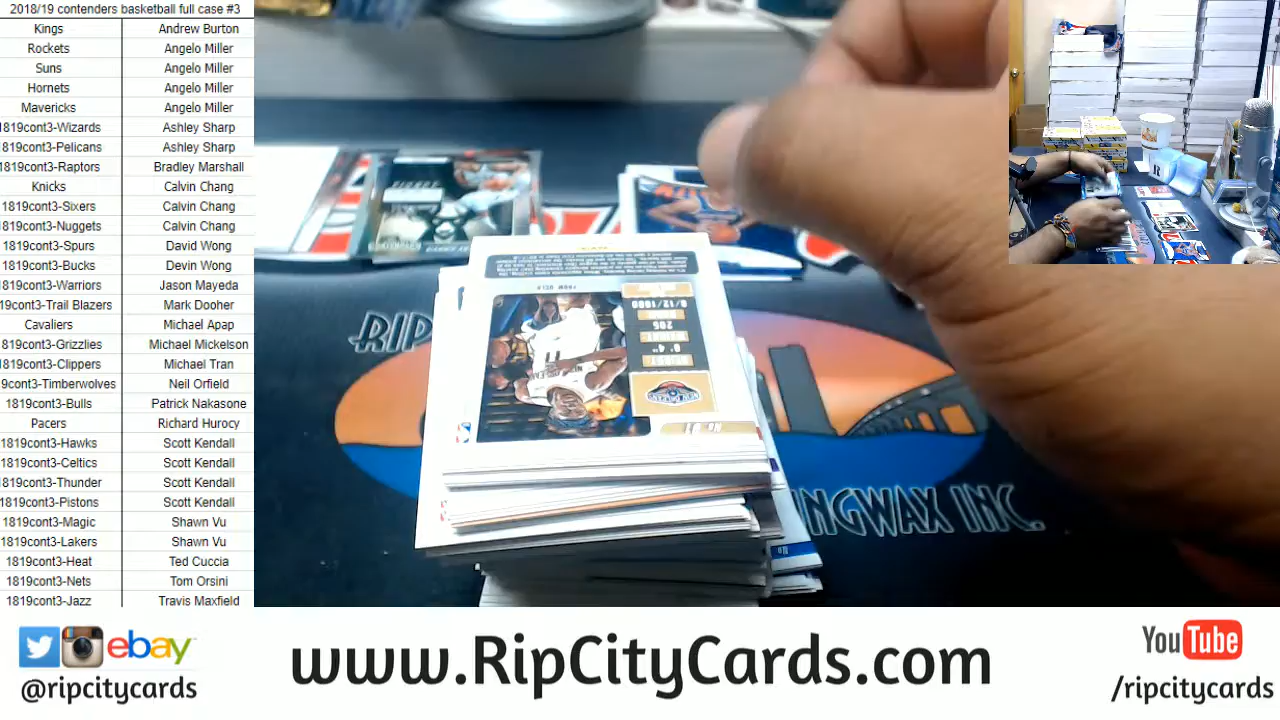 2018/19 contenders basketball full case #3
Kings Andrew Burton
Rockets Angelo Miller
Suns Angelo Miller
Hornets Angelo Miller
Mavericks Angelo Miller
1819cont3-Wizards Ashley Sharp
1819cont3-Pelicans Ashley Sharp
1819cont3-Raptors Bradley Marshall
Knicks Calvin Chang
1819cont3-Sixers Calvin Chang
1819cont3-Nuggets Calvin Chang
1819cont3-Spurs David Wong
1819cont3-Bucks Devin Wong
1819cont3-Warriors Jason Mayeda
19cont3-Trail Blazers Mark Dooher
Cavaliers Michael Apap
819cont3-Grizzlies Michael Mickelson
1819cont3-Clippers Michael Tran
9cont3-Timberwolves Neil Orfield
1819cont3-Bulls Patrick Nakasone
Pacers Richard Hurocy
1819cont3-Hawks Scott Kendall
1819cont3-Celtics Scott Kendall
1819cont3-Thunder Scott Kendall
1819cont3-Pistons Scott Kendall
1819cont3-Magic Shawn Vu
1819cont3-Lakers Shawn Vu
1819cont3-Heat Ted Cuccia
1819cont3-Nets Tom Orsini
1819cont3-Jazz Travis Maxfield
RIP
INGWAX INC.
ebay
@ripcitycards
www.RipCityCards.com
YouTube
/ripcitycards